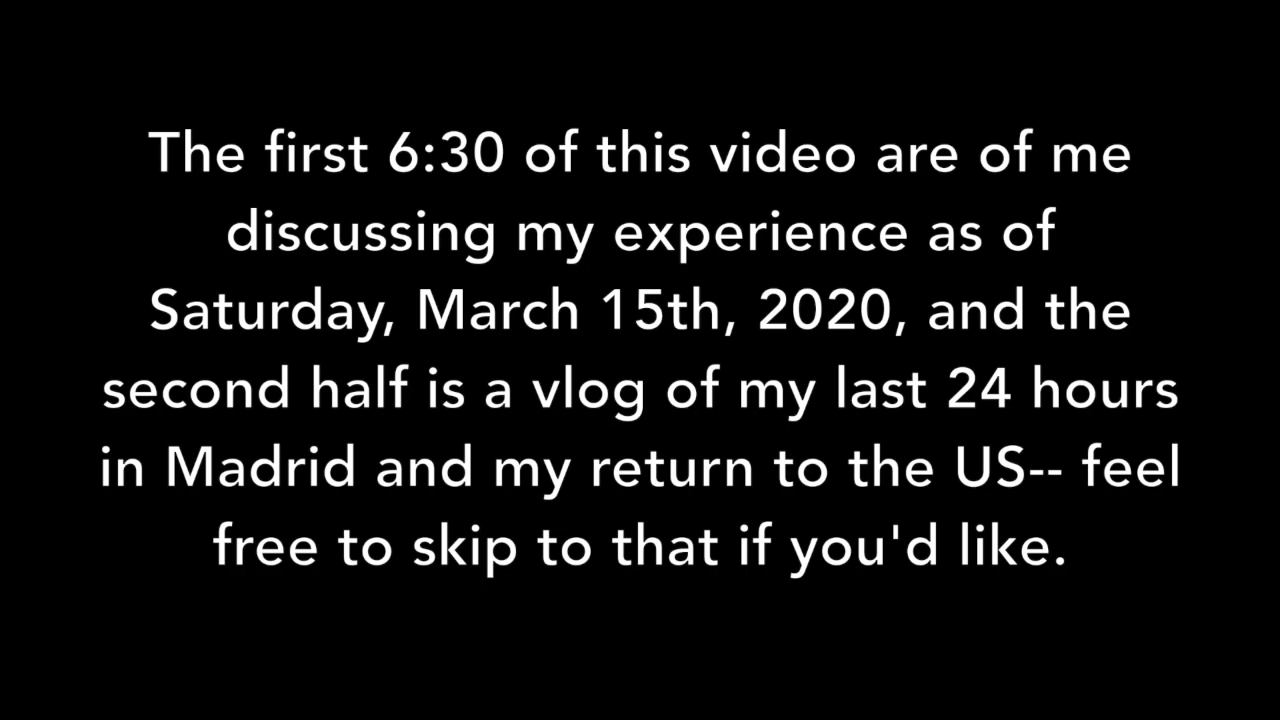 The first 6:30 of this video are of me
discussing my experience as of
Saturday, March 15th, 2020, and the
second half is a vlog of my last 24 hours
in Madrid and my return to the US-- feel
free to skip to that if you'd like.